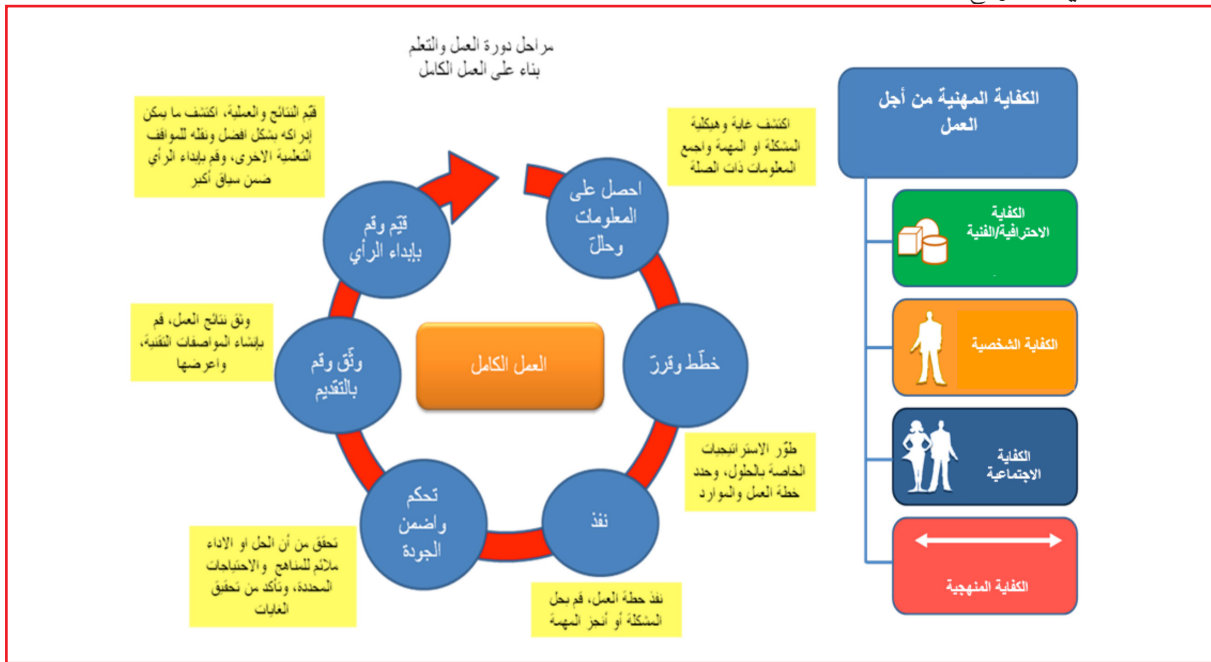 مراحل دورة العمل والتعلم
بناء على العمل الكامل
اكتشف غاية وهيكلية
المشكلة او المهمة واجمع
المعلومات ذات الصلة
احصل على
المعلومات
وحللّ
خطّط وقررّ
طوّر الاستراتيجيات
الخاصة بالحلول، وحدد
خطة العمل والموارد
نفذ
نفذ خطة العمل، قم بحل
المشكلة أو أنجز المهمة
تحكم
واضمن
الجودة
تحقق من أن الحل او الاداء
ملائم للمناهج والاحتياجات
المحددة، وتأكد من تحقيق
الغايات
وثّق وقم
بالتقديم
وثق نتائج العمل، قم
بإنشاء المواصفات التقنية،
واعرضها
قيّم وقم
بإبداء الرأي
قيّم النتائج والعملية، اكتشف ما يمكن
إدراكه بشكل افضل ونقله للمواقف
التعلمية الاخرى، وقم بإبداء الرأي
ضمن سياق أكبر
العمل الكامل
الكفاية المهنية من أجل
العمل
الكفاية
الاحترافية/الفنية
الكفاية الشخصية
الكفاية
الاجتماعية
الكفاية المنهجية